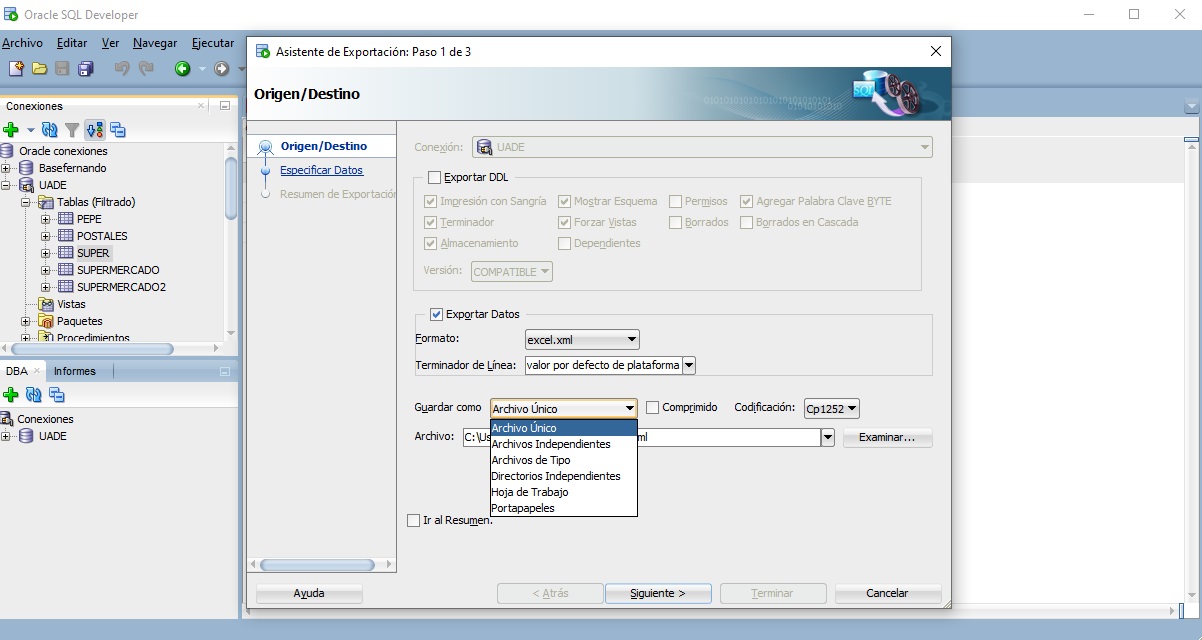 Oracle SQL Developer
Archivo Editar Ver Navegar Ejecutar
Conexiones
Oracle conexiones
Basefernando
UADE
Tablas (Filtrado)
PEPE
POSTALES
SUPER
SUPERMERCADO
SUPERMERCADO2
Vistas
Paquetes
Procedimientos
DBA Informes
Conexiones
UADE
Asistente de Exportación: Paso 1 de 3
Origen/Destino
SQL
Origen/Destino
Especificar Datos
Resumen de Exportación
Conexión: UADE
Exportar DDL
Impresión con Sangría Mostrar Esquema Permisos Agregar Palabra Clave BYTE
Terminador Forzar Vistas Borrados Borrados en Cascada
Almacenamiento Dependientes
Versión: COMPATIBLE
Exportar Datos
Formato: excel.xml
Terminador de Línea: valor por defecto de plataforma
Guardar como Archivo Único Comprimido Codificación: Cp1252
Archivo: C:\Us ml Examinar...
Archivo Único
Archivos Independientes
Archivos de Tipo
Directorios Independientes
Hoja de Trabajo
Portapapeles
Ir al Resumen.
Ayuda < Atrás Siguiente > Terminar Cancelar